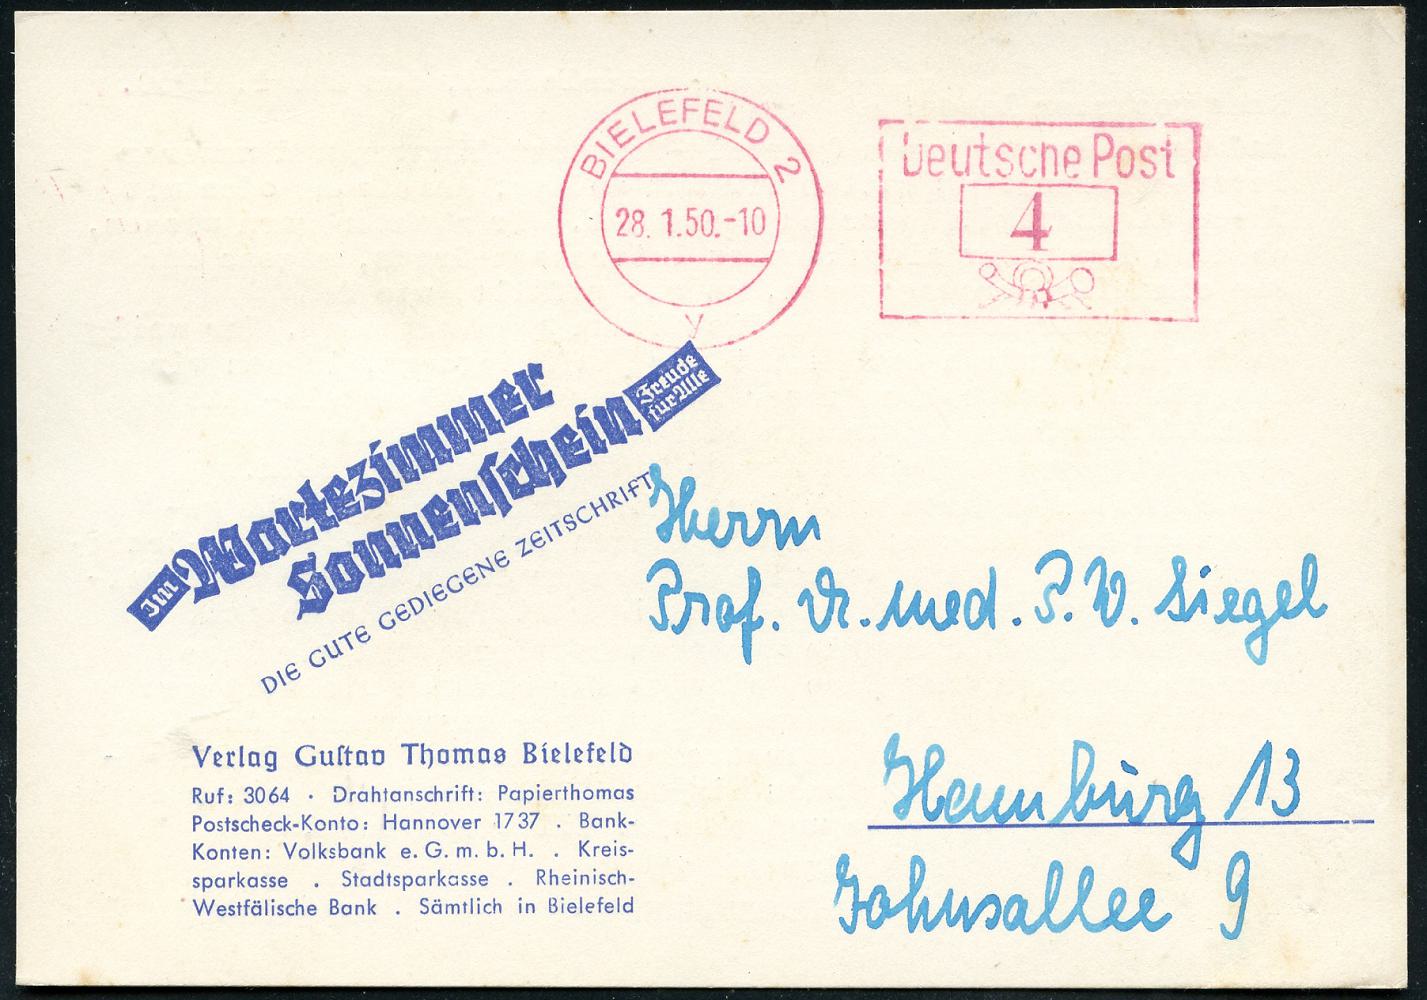 BIELEFELD 2
28. 1.50.-10
y
Deutsche Post
4
Im Wartezimmer
Sonnenschein
Freude
für Alle
DIE GUTE GEDIEGENE ZEITSCHRIFT
Herrn
Prof. Dr. med. P. W. Siegel
Hamburg 13
Johnsallee 9
Verlag Guſtav Thomas Bielefeld
Ruf: 3064 · Drahtanschrift: Papierthomas
Postscheck-Konto: Hannover 1737 . Bank-
Konten: Volksbank e. G. m. b. H. . Kreis-
sparkasse . Stadtsparkasse . Rheinisch-
Westfälische Bank . Sämtlich in Bielefeld